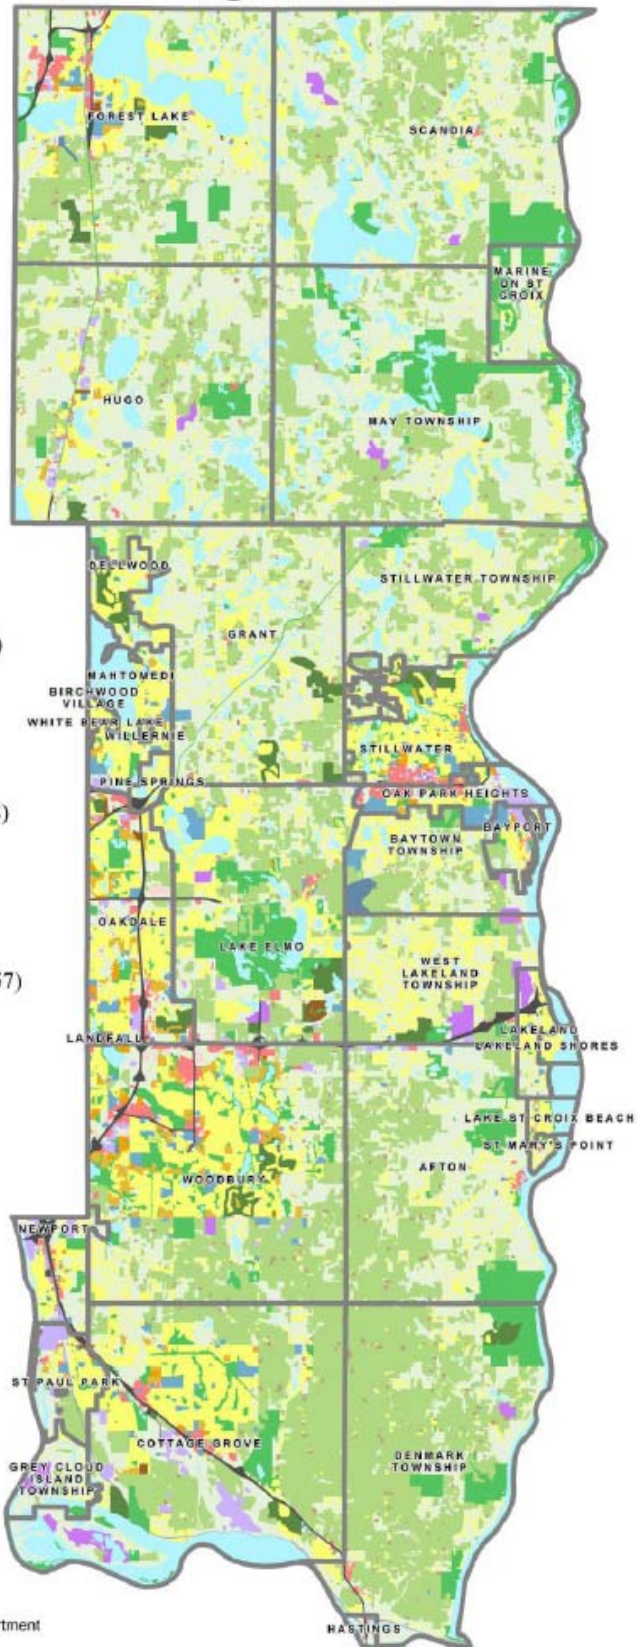 FOREST LAKE
SCANDIA
MARINE
ON ST
CROIX
HUGO
MAY TOWNSHIP
DELLWOOD
STILLWATER TOWNSHIP
GRANT
)
MAHTOMEDI
BIRCHWOOD
VILLAGE
WHITE BEAR LAKE
WILLERNIE
STILLWATER
PINE SPRINGS
OAK PARK HEIGHTS
)
BAYPORT
BAYTOWN
TOWNSHIP
OAKDALE
LAKE ELMO
WEST
LAKELAND
TOWNSHIP
57)
LANDFALL
LAKELAND
LAKELAND SHORES
LAKE ST CROIX BEACH
ST MARY'S POINT
AFTON
WOODBURY
NEWPORT
ST PAUL PARK
COTTAGE GROVE
DENMARK
TOWNSHIP
GREY CLOUD
ISLAND
TOWNSHIP
rtment
HASTINGS